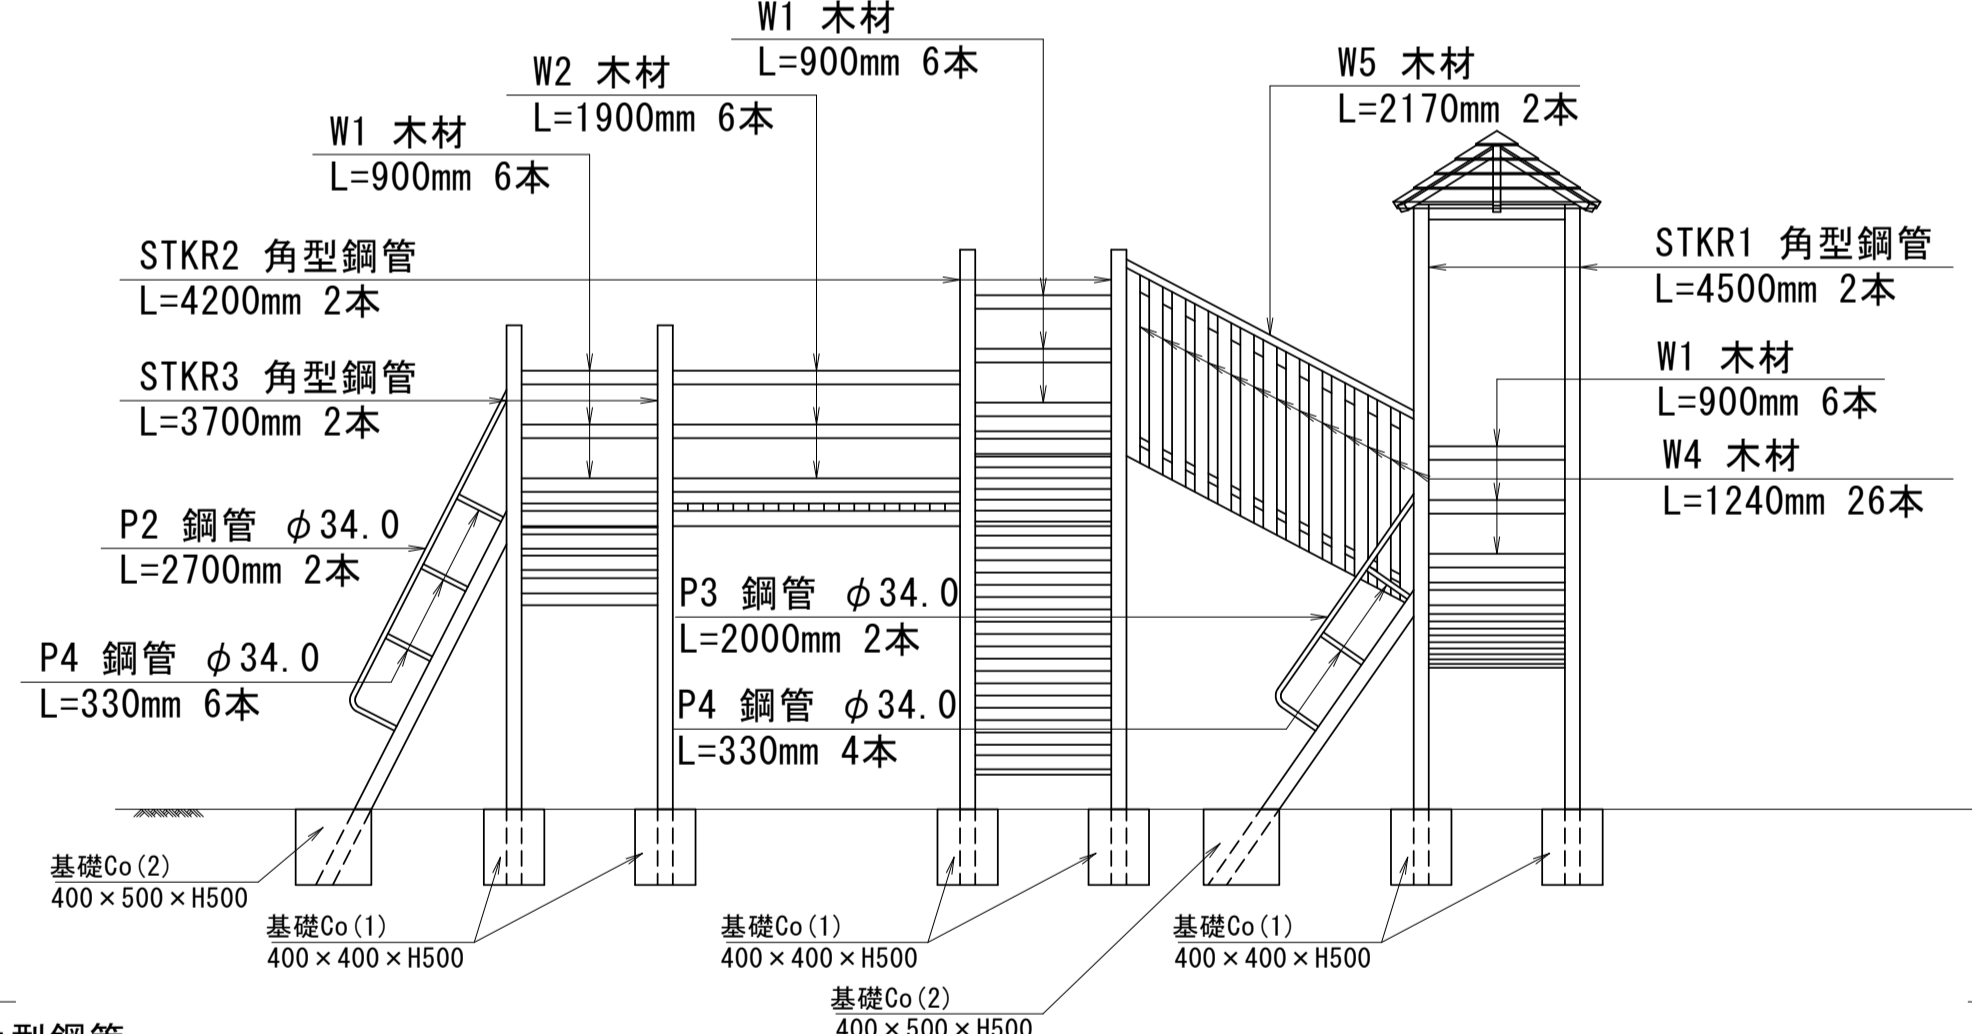 W1 木材
L=900mm 6本
W2 木材
L=1900mm 6本
W5 木材
L=2170mm 2本
W1 木材
L=900mm 6本
STKR2 角型鋼管
L=4200mm 2本
STKR1 角型鋼管
L=4500mm 2本
STKR3 角型鋼管
L=3700mm 2本
W1 木材
L=900mm 6本
W4 木材
L=1240mm 26本
P2 鋼管 φ34.0
L=2700mm 2本
P3 鋼管 φ34.0
L=2000mm 2本
P4 鋼管 φ34.0
L=330mm 6本
P4 鋼管 φ34.0
L=330mm 4本
基礎Co(2)
400×500×H500
基礎Co(1)
400×400×H500
基礎Co(1)
400×400×H500
基礎Co(1)
400×400×H500
基礎Co(2)
400×500×H500
型鋼管